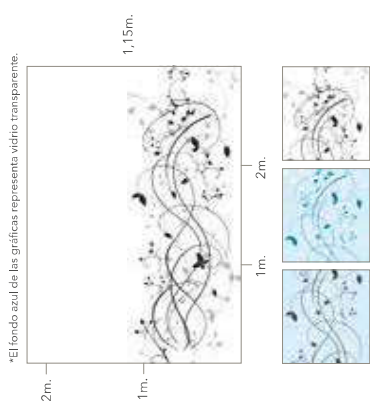 *El fondo azul de las gráficas representa vidrio transparente.
1,15m.
2m.
1m.
1m.
2m.